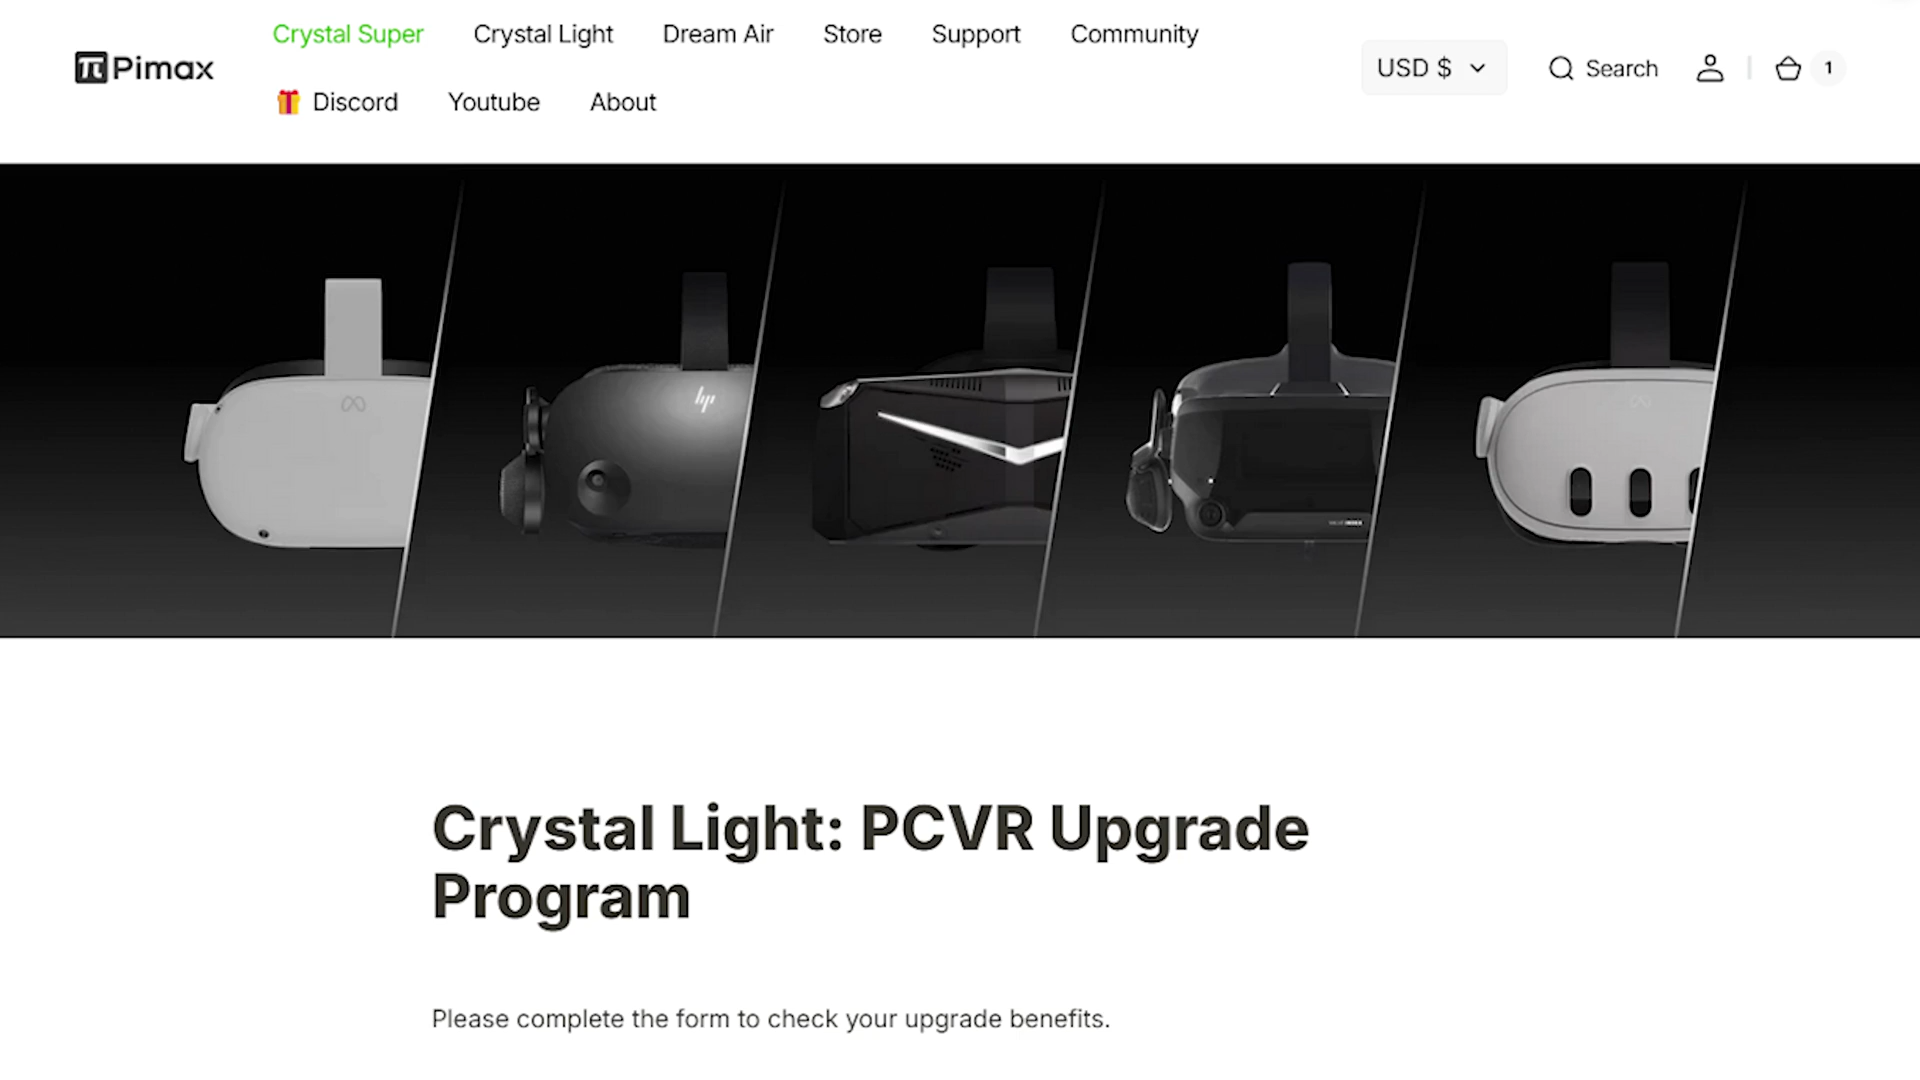 Crystal Super Crystal Light Dream Air Store Support Community
Pimax
USD $ Search 1
Discord Youtube About
hp
Crystal Light: PCVR Upgrade
Program
Please complete the form to check your upgrade benefits.